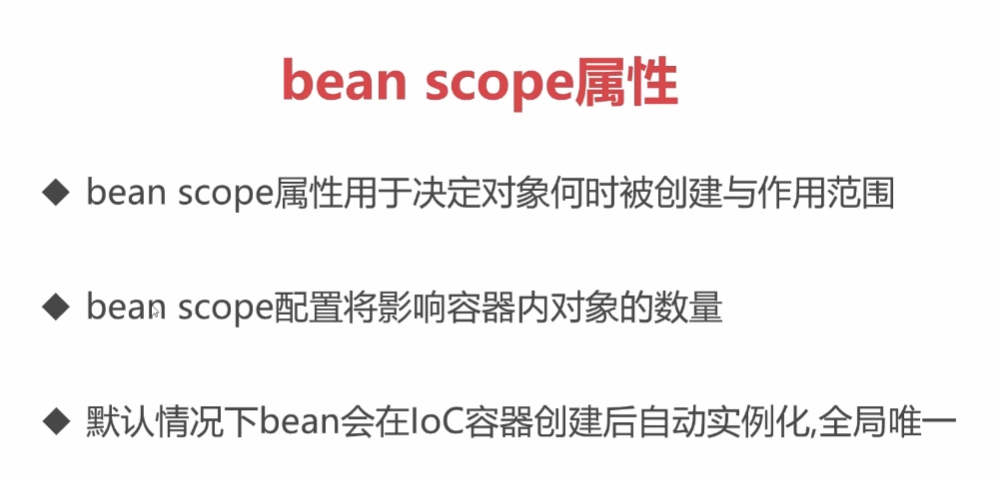 bean scope属性
◆ bean scope属性用于决定对象何时被创建与作用范围
◆ bean scope配置将影响容器内对象的数量
◆ 默认情况下bean会在IoC容器创建后自动实例化,全局唯一